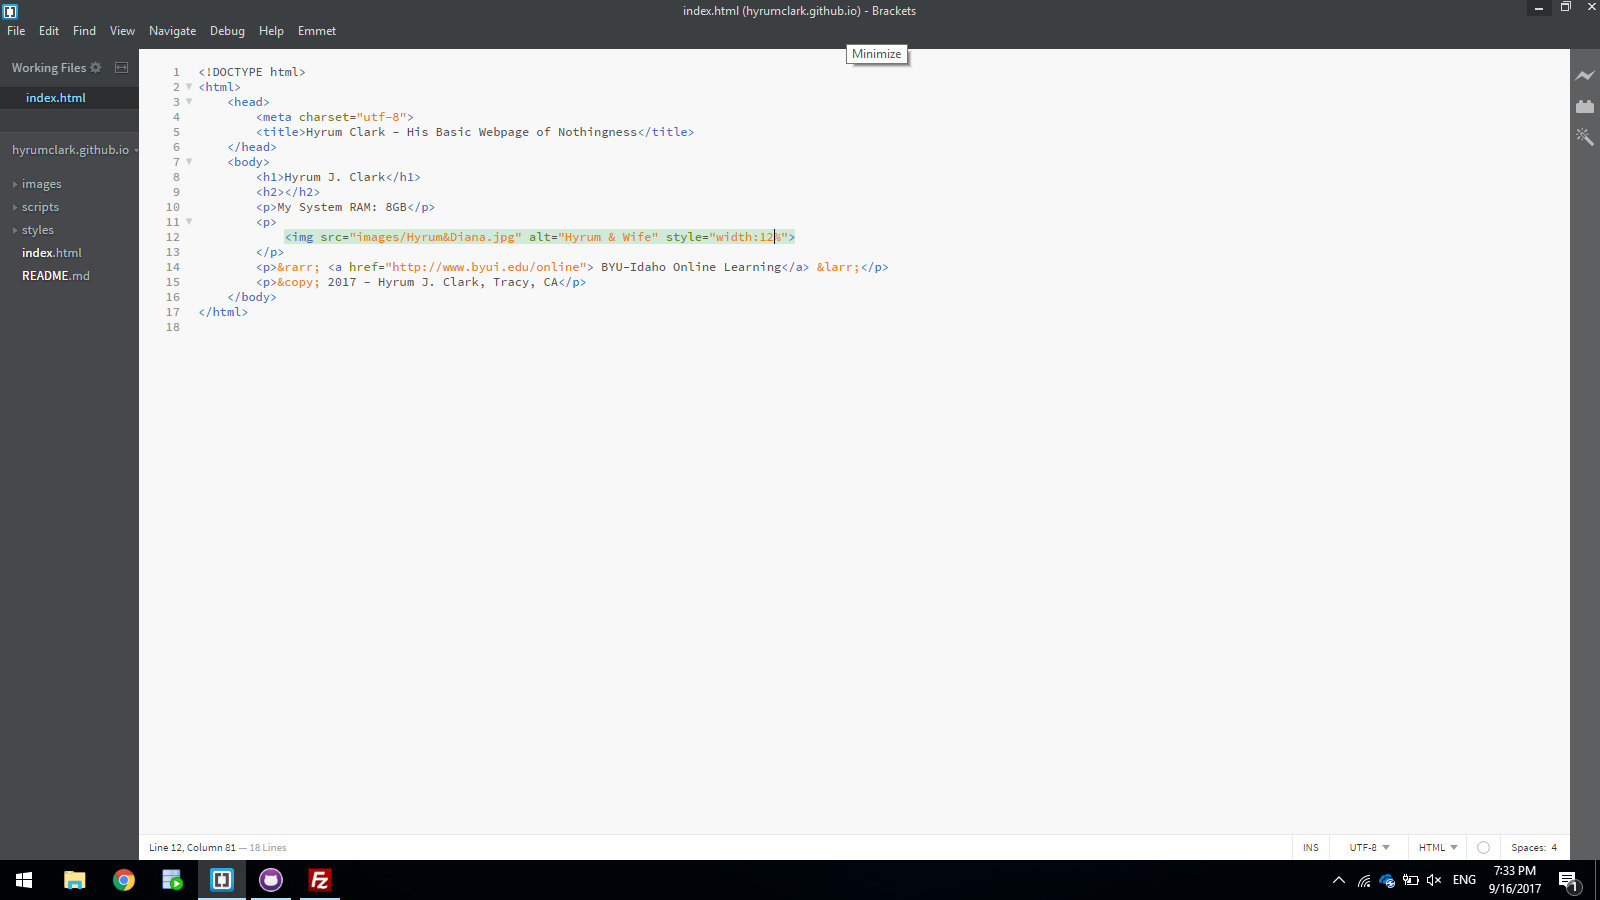 index.html (hyrumclark.github.io) - Brackets
File Edit Find View Navigate Debug Help Emmet
Minimize
Working Files
index.html
hyrumclark.github.io
images
scripts
styles
index.html
README.md
1 <!DOCTYPE html>
2 <html>
3 <head>
4 <meta charset="utf-8">
5 <title>Hyrum Clark - His Basic Webpage of Nothingness</title>
6 </head>
7 <body>
8 <h1>Hyrum J. Clark</h1>
9 <h2></h2>
10 <p>My System RAM: 8GB</p>
11 <p>
12 <img src="images/Hyrum&Diana.jpg" alt="Hyrum & Wife" style="width:12%">
13 </p>
14 <p>&rarr; <a href="http://www.byui.edu/online"> BYU-Idaho Online Learning</a> &larr;</p>
15 <p>&copy; 2017 - Hyrum J. Clark, Tracy, CA</p>
16 </body>
17 </html>
18
Line 12, Column 81 — 18 Lines
INS UTF-8 HTML Spaces: 4
Fz
ENG
7:33 PM
9/16/2017
1